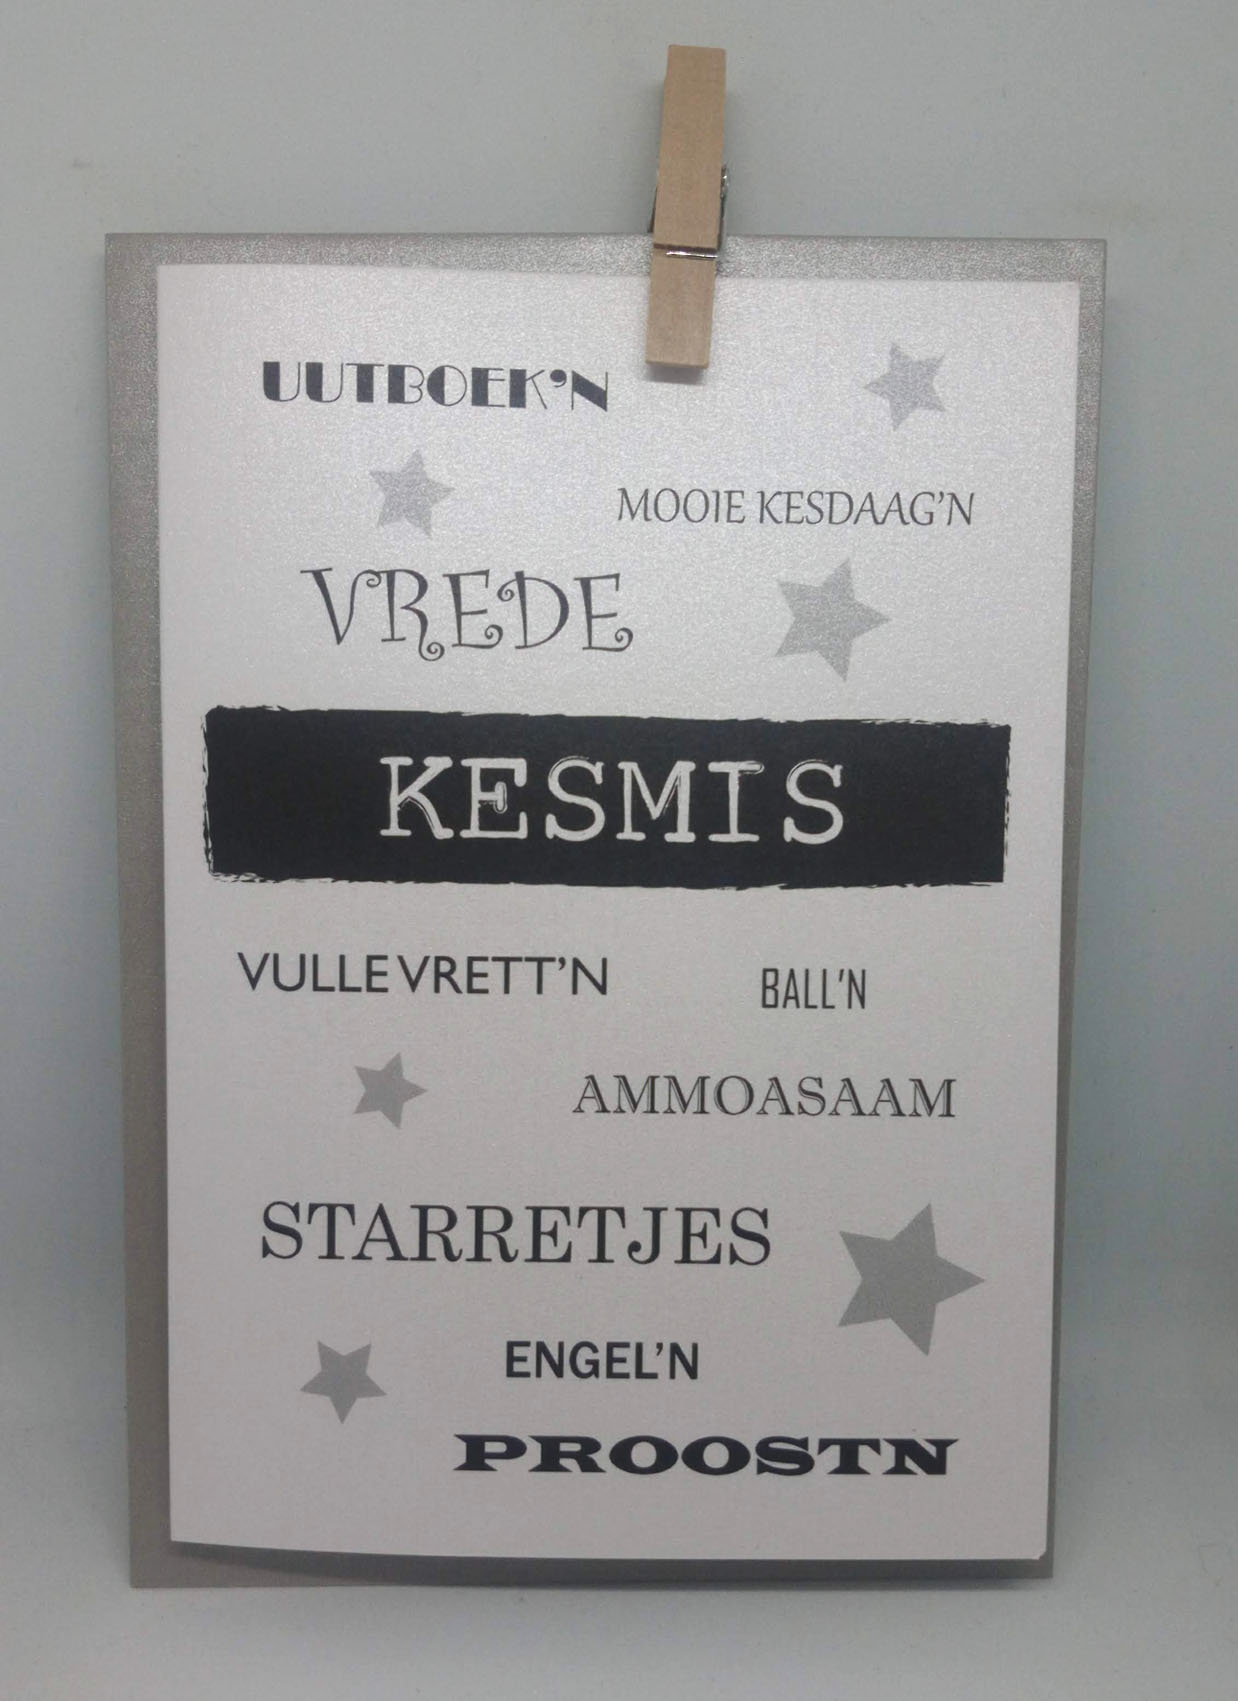 UUTBOEK'N
MOOIE KESDAAG'N
VREDE
KESMIS
VULLE VRETT'N
BALL'N
AMMOASAAM
STARRETJES
ENGEL'N
PROOSTN